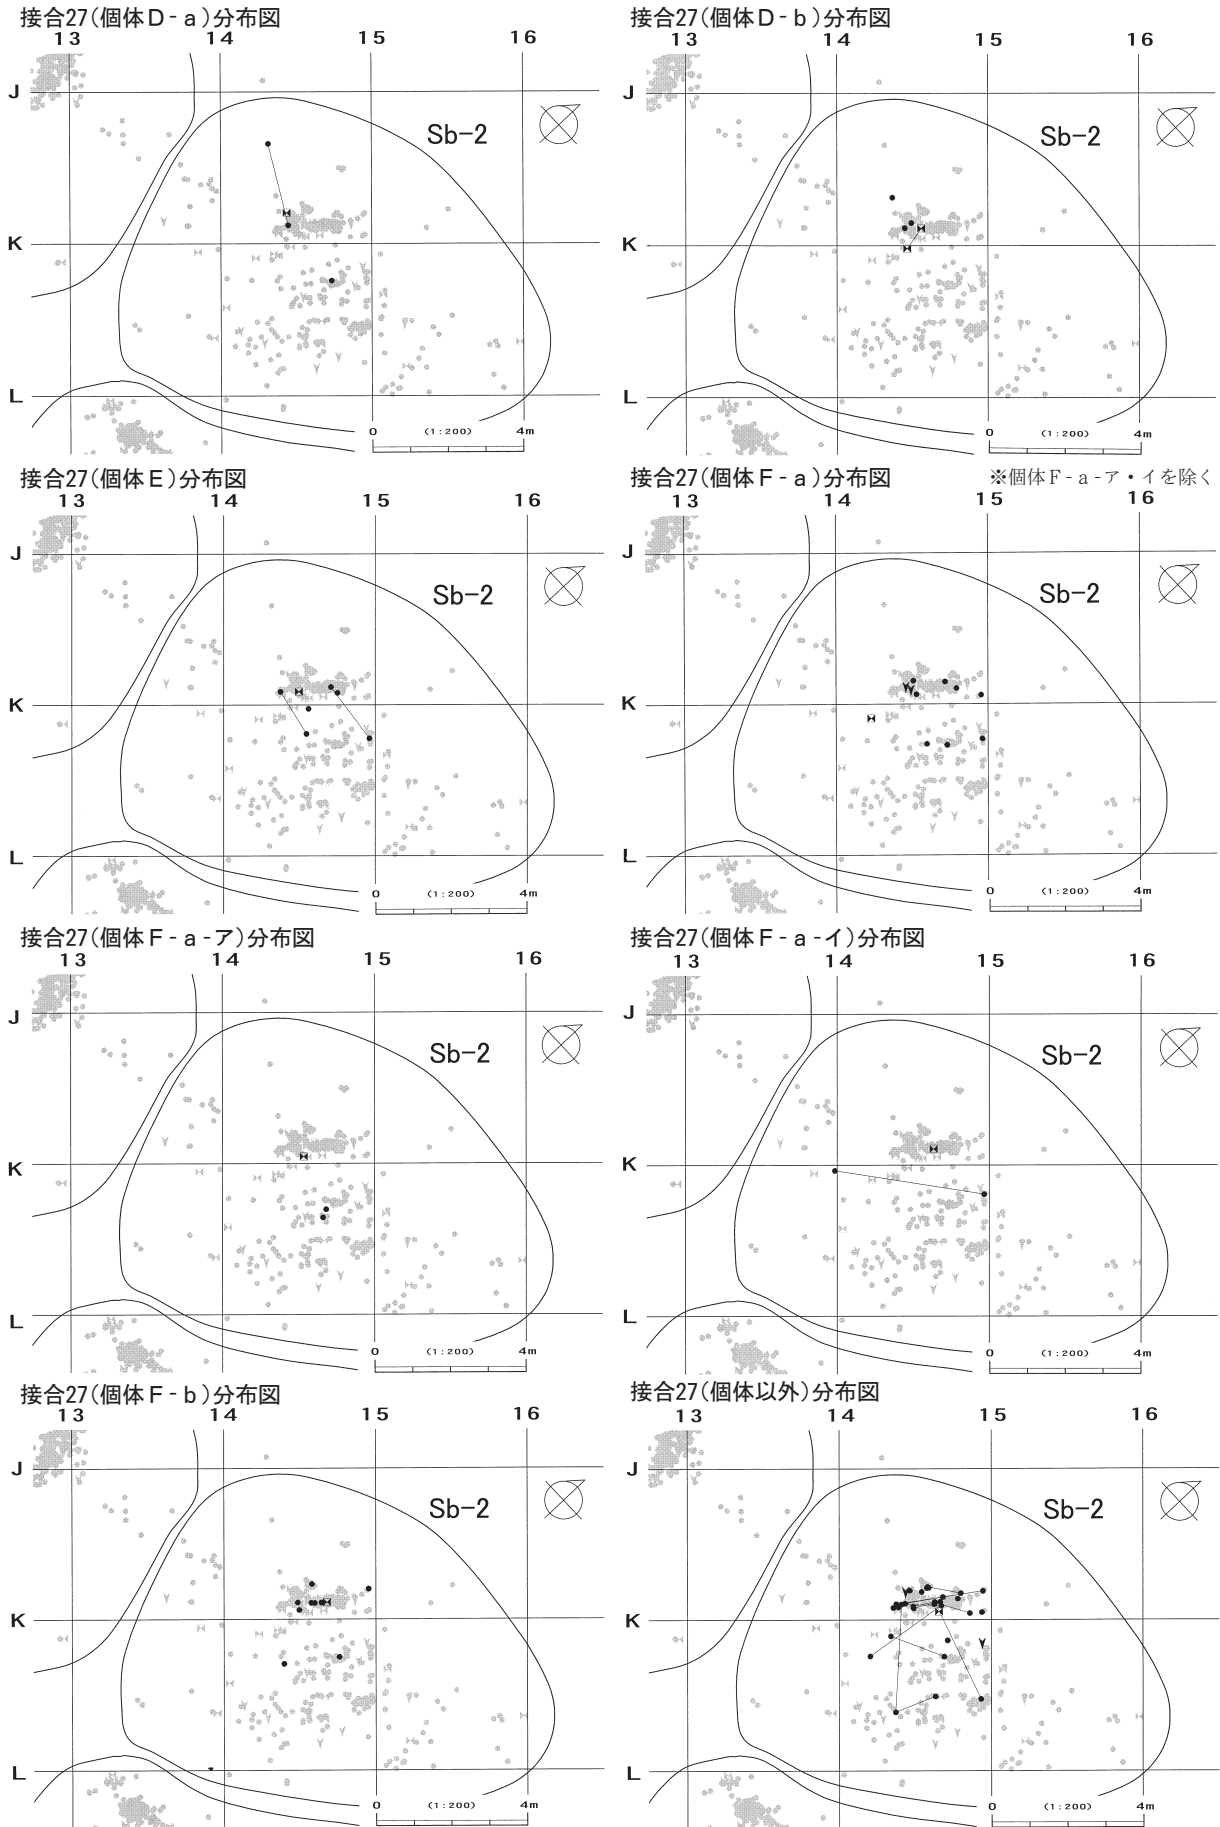 接合27(個体D-a)分布図
13 14 15 16
J
Sb-2
K
L
0 (1:200) 4m
接合27(個体D-b)分布図
13 14 15 16
J
Sb-2
K
L
0 (1:200) 4m
接合27(個体E)分布図
13 14 15 16
J
Sb-2
K
L
0 (1:200) 4m
接合27(個体F-a)分布図
※個体F-a-ア・イを除く
13 14 15 16
J
Sb-2
K
L
0 (1:200) 4m
接合27(個体F-a-ア)分布図
13 14 15 16
J
Sb-2
K
L
0 (1:200) 4m
接合27(個体F-a-イ)分布図
13 14 15 16
J
Sb-2
K
L
0 (1:200) 4m
接合27(個体F-b)分布図
13 14 15 16
J
Sb-2
K
L
0 (1:200) 4m
接合27(個体以外)分布図
13 14 15 16
J
Sb-2
K
L
0 (1:200) 4m